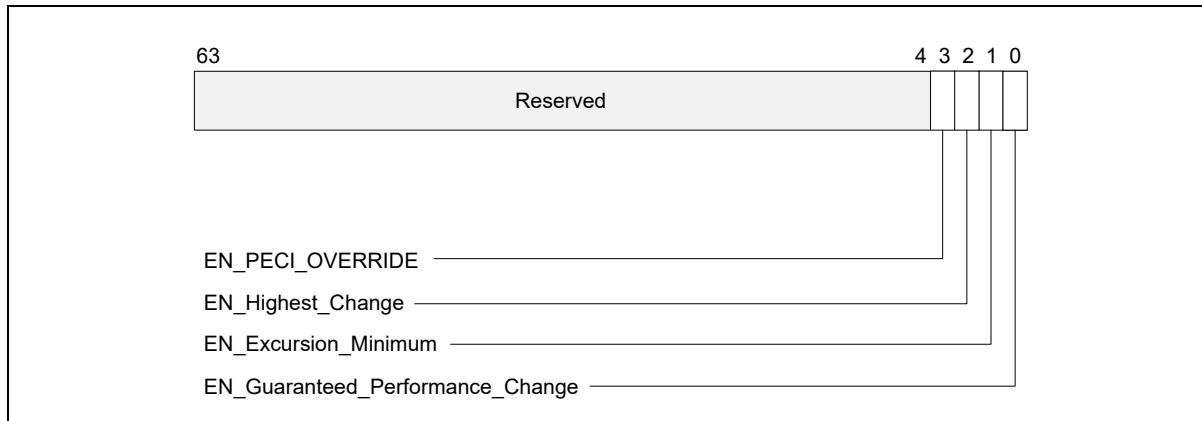 63 4 3 2 1 0
Reserved
EN_PECI_OVERRIDE
EN_Highest_Change
EN_Excursion_Minimum
EN_Guaranteed_Performance_Change